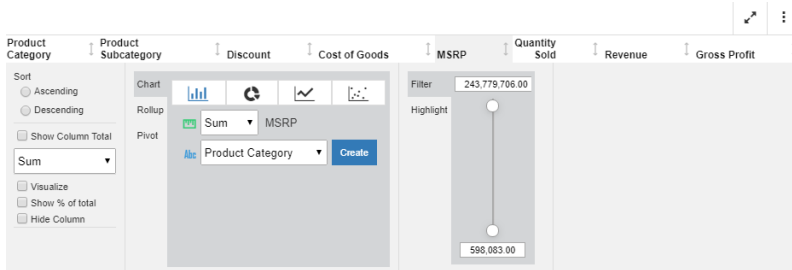 Product
Category
Product
Subcategory
Discount
Cost of Goods
MSRP
Quantity
Sold
Revenue
Gross Profit
Sort
Ascending
Descending
Show Column Total
Sum
Visualize
Show % of total
Hide Column
Chart
Rollup
Pivot
Sum
MSRP
Abc
Product Category
Create
Filter
243,779,706.00
Highlight
598,083.00